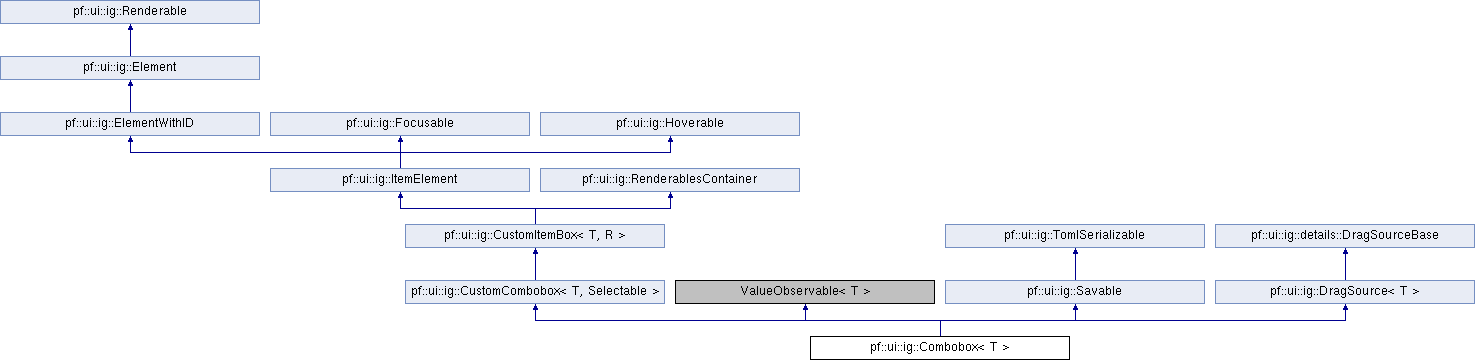 pf::ui::ig::Renderable
pf::ui::ig::Element
pf::ui::ig::ElementWithID
pf::ui::ig::Focusable
pf::ui::ig::Hoverable
pf::ui::ig::ItemElement
pf::ui::ig::RenderablesContainer
pf::ui::ig::CustomItemBox< T, R >
pf::ui::ig::TomlSerializable
pf::ui::ig::details::DragSourceBase
pf::ui::ig::CustomCombobox< T, Selectable >
ValueObservable< T >
pf::ui::ig::Savable
pf::ui::ig::DragSource< T >
pf::ui::ig::Combobox< T >